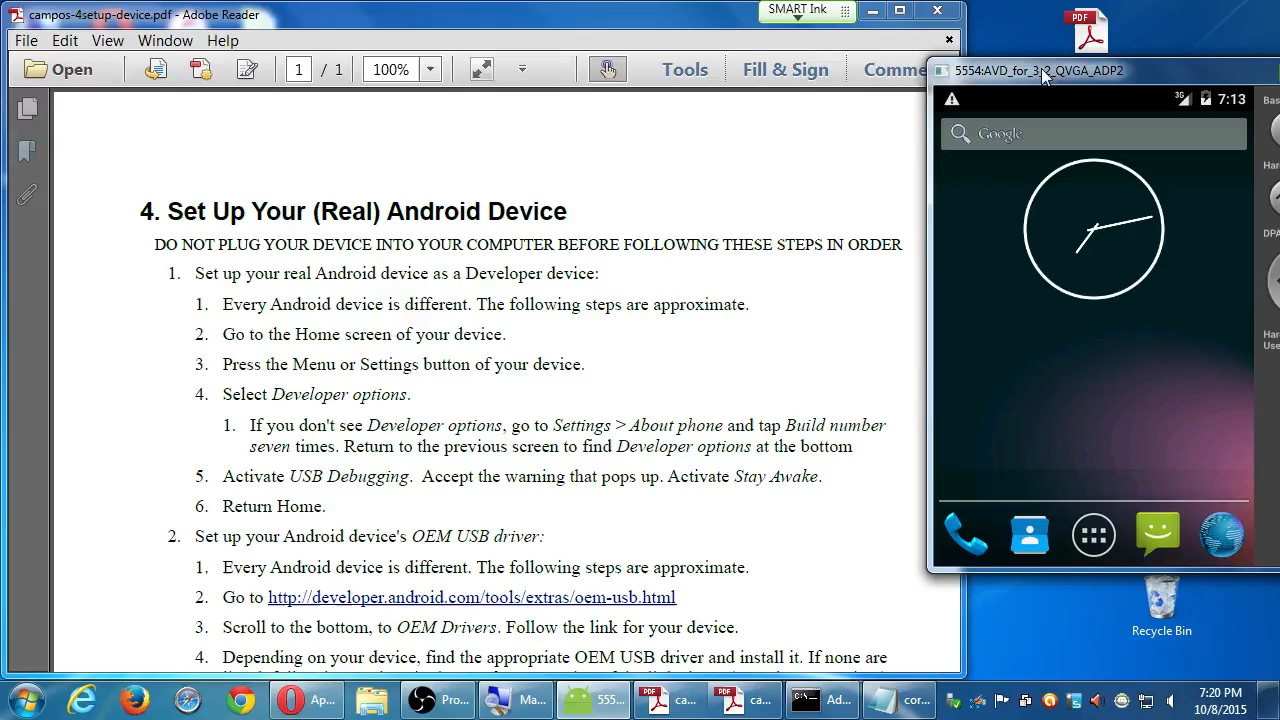 campos-4setup-device.pdf - Adobe Reader
SMART Ink
File Edit View Window Help
Open
1 / 1
100%
Tools
Fill & Sign
Comme
4. Set Up Your (Real) Android Device
DO NOT PLUG YOUR DEVICE INTO YOUR COMPUTER BEFORE FOLLOWING THESE STEPS IN ORDER
1. Set up your real Android device as a Developer device:
1. Every Android device is different. The following steps are approximate.
2. Go to the Home screen of your device.
3. Press the Menu or Settings button of your device.
4. Select Developer options.
1. If you don't see Developer options, go to Settings > About phone and tap Build number
seven times. Return to the previous screen to find Developer options at the bottom
5. Activate USB Debugging. Accept the warning that pops up. Activate Stay Awake.
6. Return Home.
2. Set up your Android device's OEM USB driver:
1. Every Android device is different. The following steps are approximate.
2. Go to http://developer.android.com/tools/extras/oem-usb.html
3. Scroll to the bottom, to OEM Drivers. Follow the link for your device.
4. Depending on your device, find the appropriate OEM USB driver and install it. If none are
PDF
5554:AVD_for_3_2_QVGA_ADP2
3G 7:13
Google
Bas
Har
DPA
Har
Use
Recycle Bin
Ap...
Pro...
Ma...
555...
PDF
ca...
PDF
ca...
Ad...
cor...
7:20 PM
10/8/2015